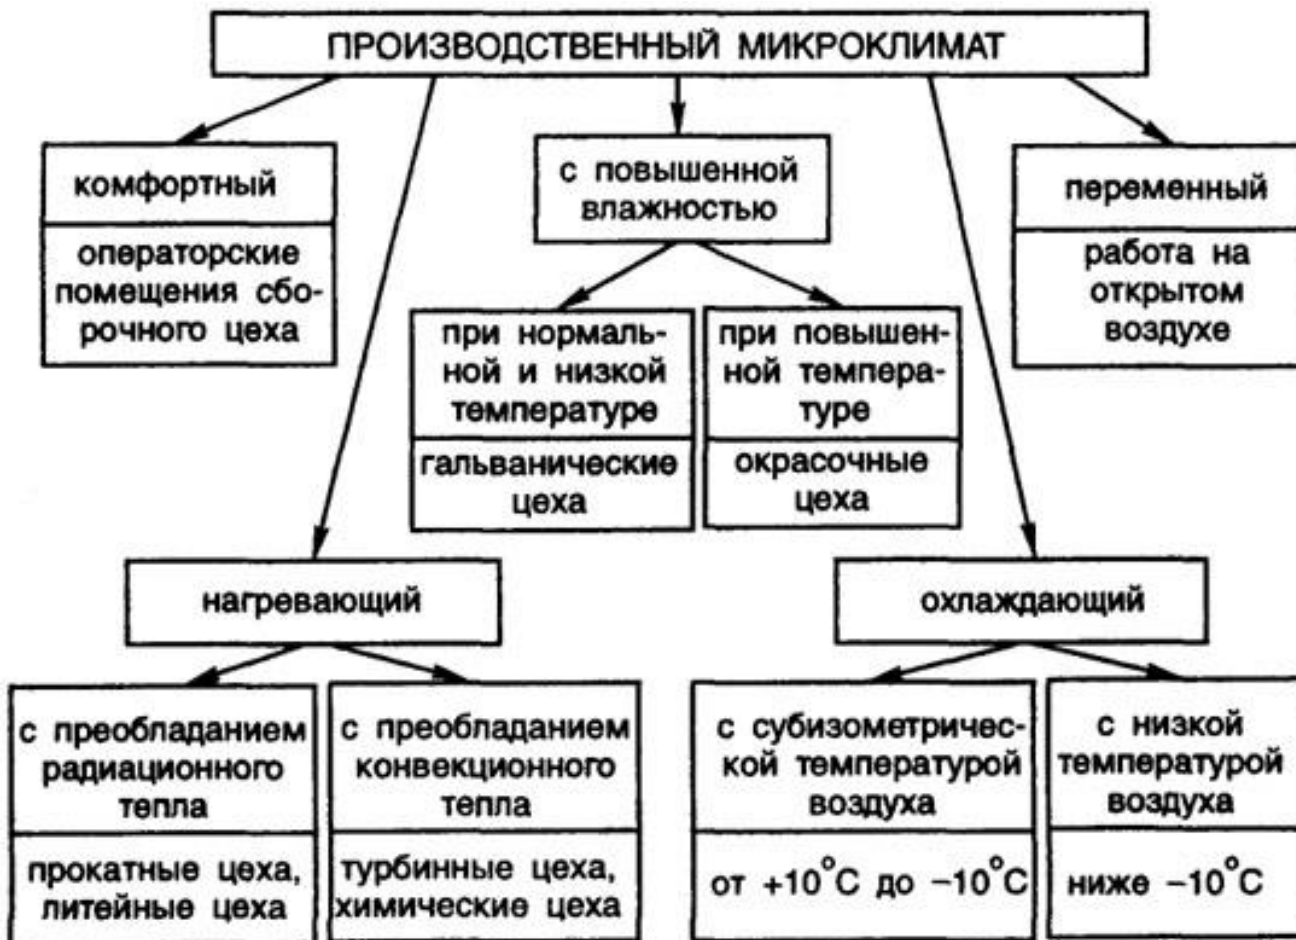 ПРОИЗВОДСТВЕННЫЙ МИКРОКЛИМАТ
комфортный
операторские
помещения сбо-
рочного цеха
с повышенной
влажностью
при нормаль-
ной и низкой
температуре
гальванические
цеха
при повышен-
ной темпера-
туре
окрасочные
цеха
переменный
работа на
открытом
воздухе
нагревающий
с преобладанием
радиационного
тепла
прокатные цеха,
литейные цеха
с преобладанием
конвекционного
тепла
турбинные цеха,
химические цеха
охлаждающий
с субизометричес-
кой температурой
воздуха
от +10°C до −10°C
с низкой
температурой
воздуха
ниже −10°C